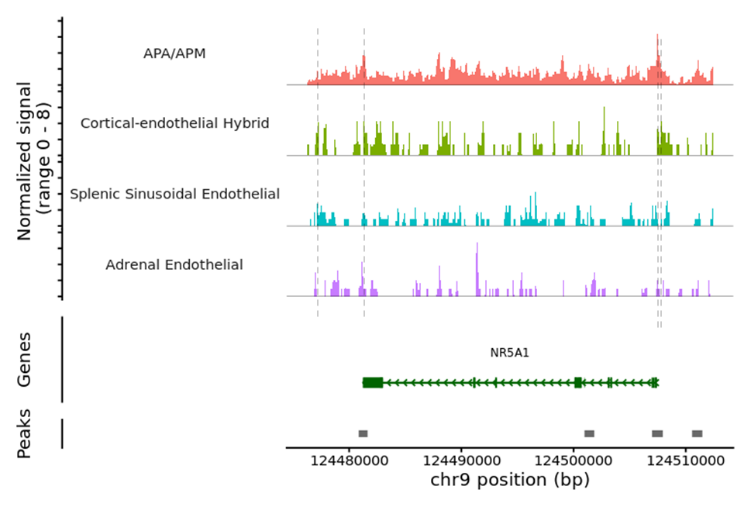 APA/APM
Cortical-endothelial Hybrid
Splenic Sinusoidal Endothelial
Adrenal Endothelial
Normalized signal
(range 0 - 8)
NR5A1
Genes
Peaks
124480000 124490000 124500000 124510000
chr9 position (bp)